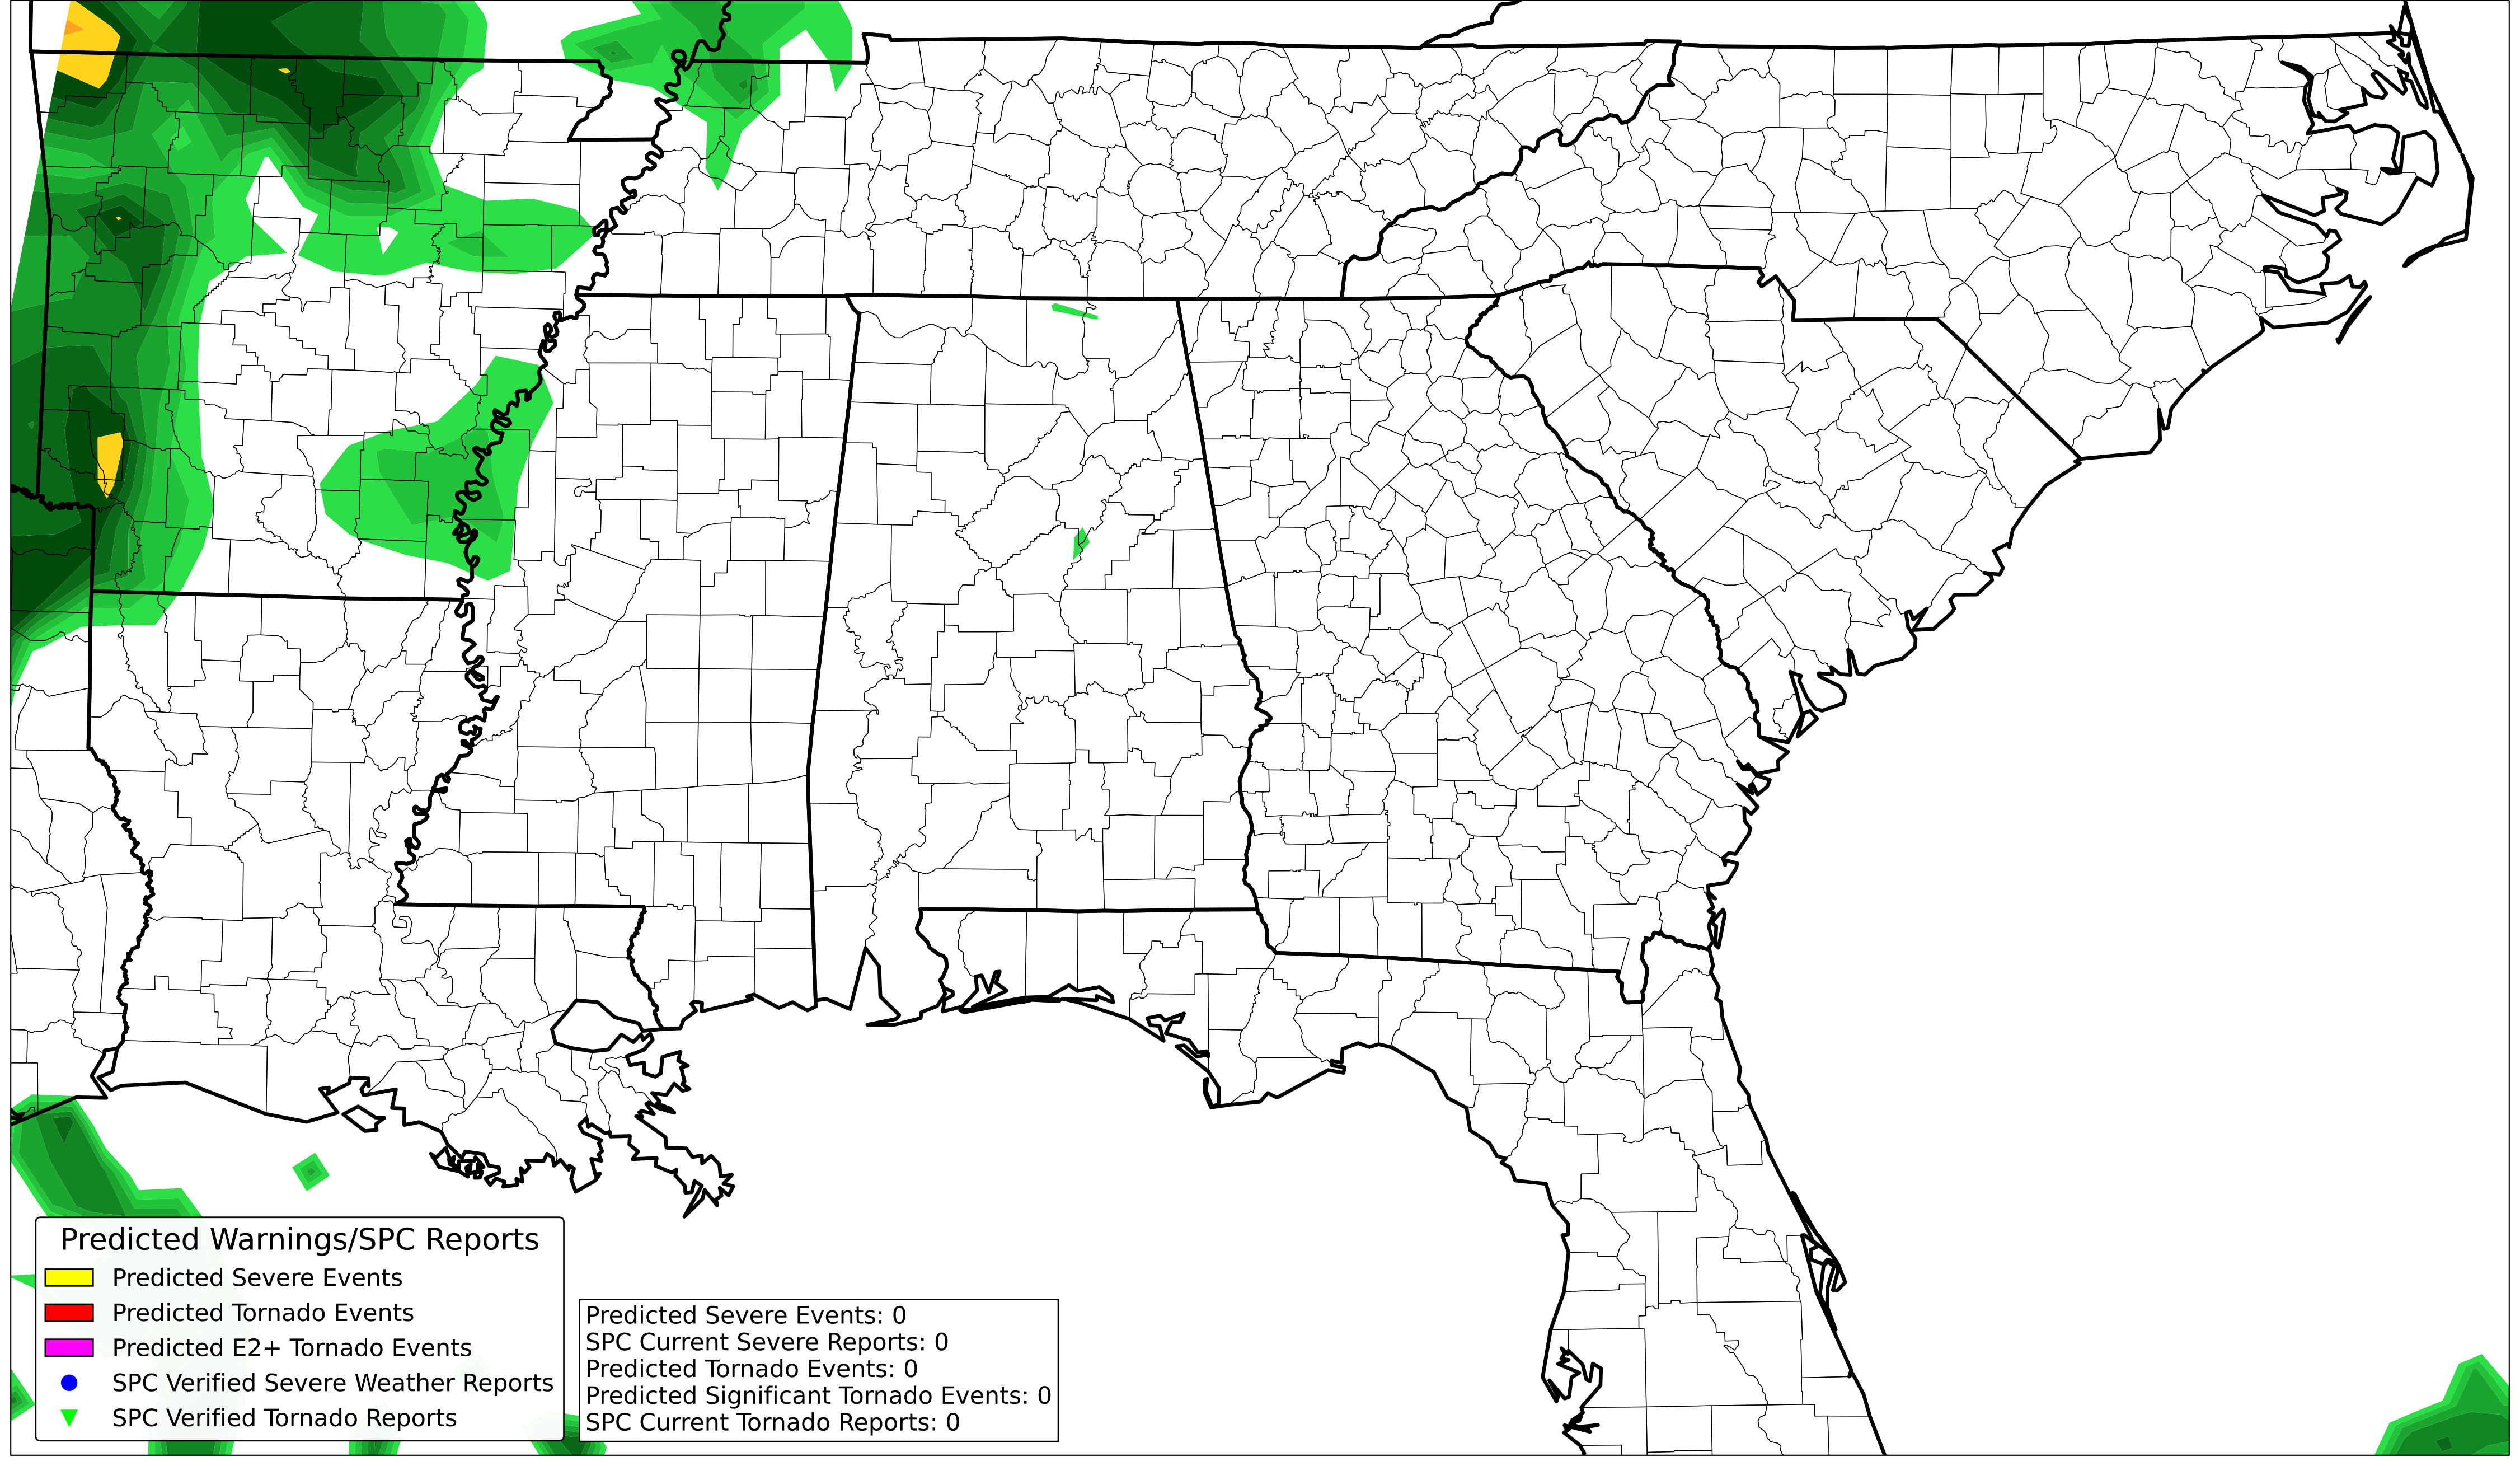 Predicted Warnings/SPC Reports
Predicted Severe Events
Predicted Tornado Events
Predicted E2+ Tornado Events
SPC Verified Severe Weather Reports
SPC Verified Tornado Reports
Predicted Severe Events: 0
SPC Current Severe Reports: 0
Predicted Tornado Events: 0
Predicted Significant Tornado Events: 0
SPC Current Tornado Reports: 0